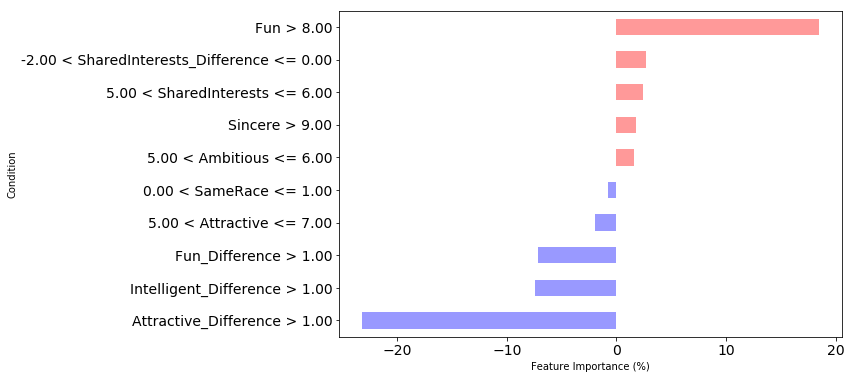 Fun > 8.00
-2.00 < SharedInterests_Difference <= 0.00
5.00 < SharedInterests <= 6.00
Sincere > 9.00
5.00 < Ambitious <= 6.00
0.00 < SameRace <= 1.00
5.00 < Attractive <= 7.00
Fun_Difference > 1.00
Intelligent_Difference > 1.00
Attractive_Difference > 1.00
Condition
−20 −10 0 10 20
Feature Importance (%)